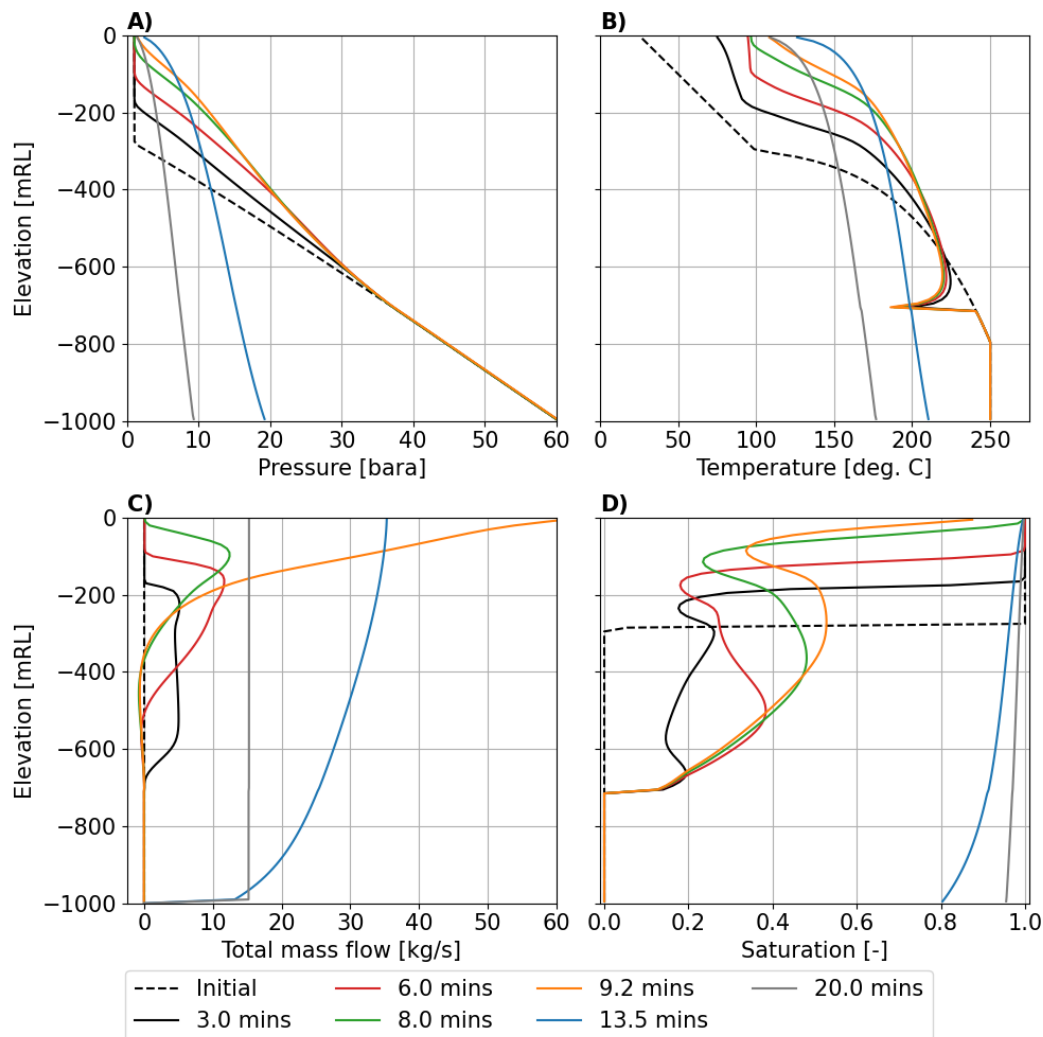 A)
B)
0
−200
−400
−600
−800
−1000
Elevation [mRL]
0 10 20 30 40 50 60
Pressure [bara]
0 50 100 150 200 250
Temperature [deg. C]
C)
D)
0
−200
−400
−600
−800
−1000
Elevation [mRL]
0 10 20 30 40 50 60
Total mass flow [kg/s]
0.0 0.2 0.4 0.6 0.8 1.0
Saturation [-]
Initial
3.0 mins
6.0 mins
8.0 mins
9.2 mins
13.5 mins
20.0 mins